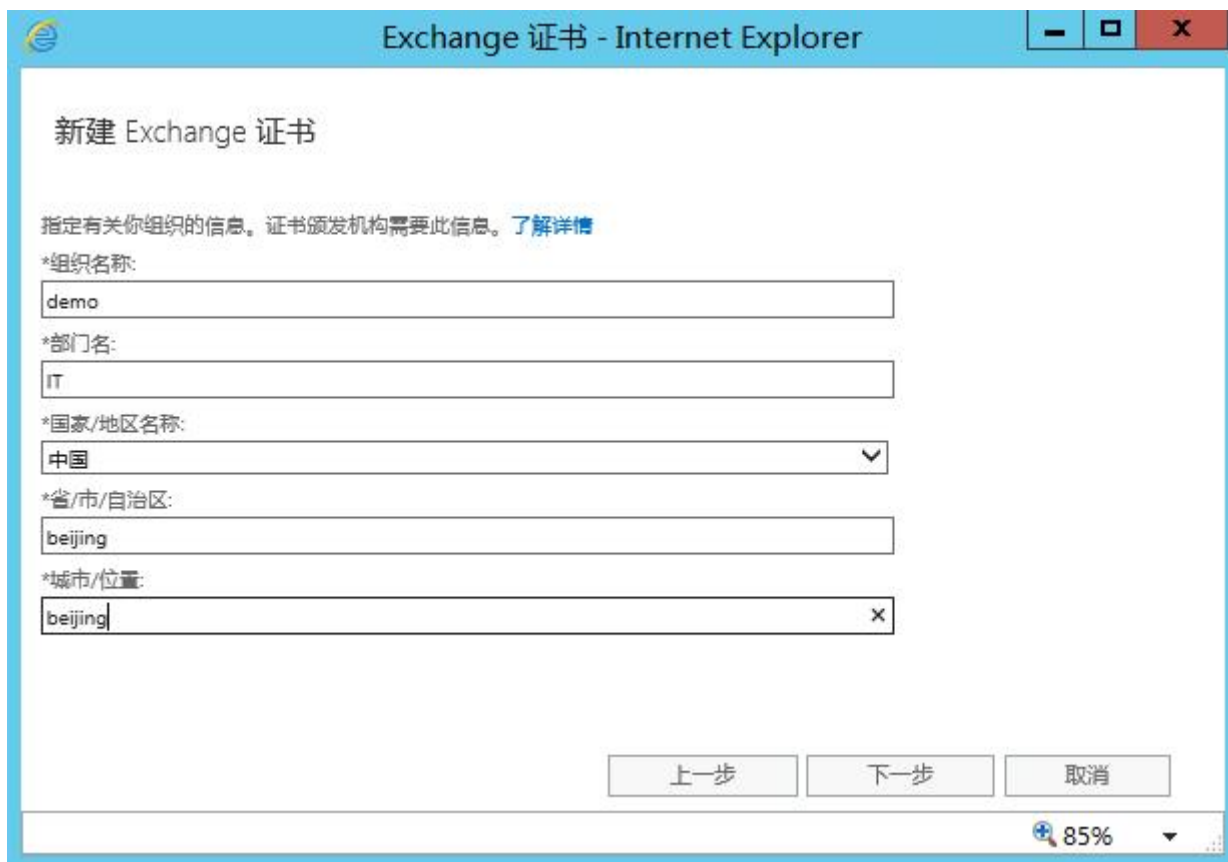 Exchange 证书 - Internet Explorer
新建 Exchange 证书
指定有关你组织的信息。证书颁发机构需要此信息。了解详情
*组织名称:
demo
*部门名:
IT
*国家/地区名称:
中国
*省/市/自治区:
beijing
*城市/位置:
beijing
上一步 下一步 取消
85%